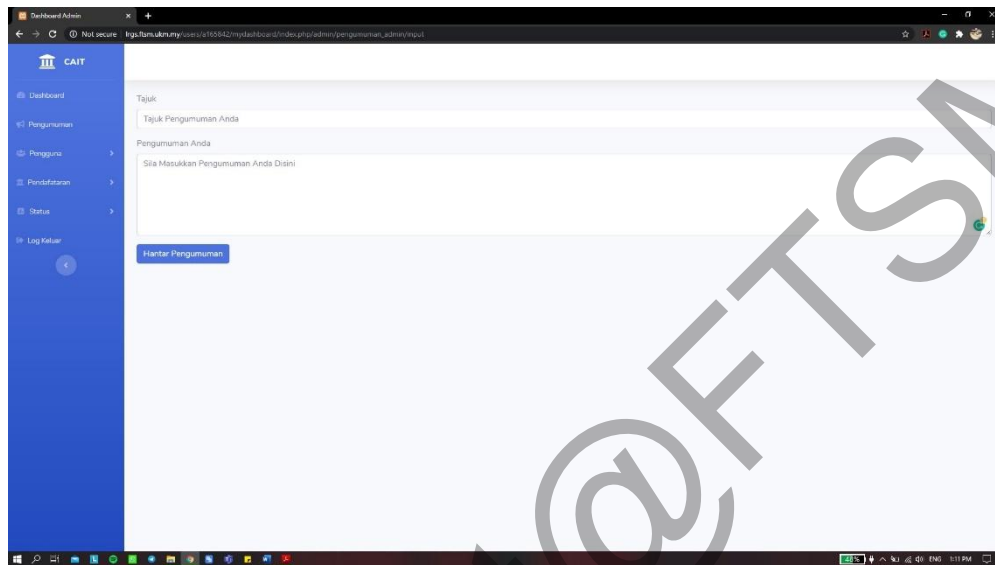 Dashboard Admin
Not secure lrgs.ftsm.ukm.my/users/a165842/mydashboard/index.php/admin/pengumuman_admin/input
CAIT
Dashboard
Pengumuman
Pengguna
Pendafataran
Status
Log Keluar
Tajuk
Tajuk Pengumuman Anda
Pengumuman Anda
Sila Masukkan Pengumuman Anda Disini
Hantar Pengumuman
@FTSM
ENG 1:11 PM